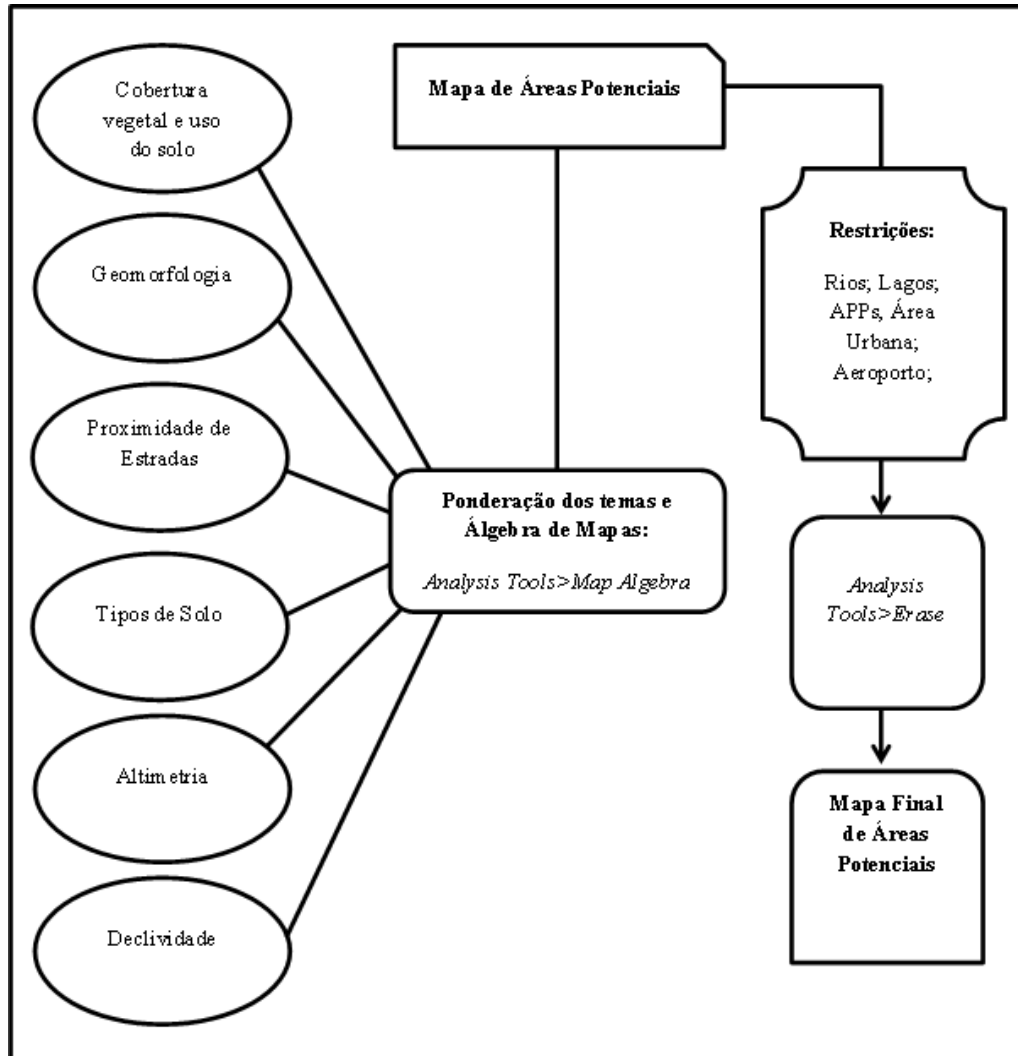 Cobertura
vegetal e uso
do solo
Geomorfologia
Proximidade de
Estradas
Tipos de Solo
Altimetria
Declividade
Mapa de Áreas Potenciais
Ponderação dos temas e
Álgebra de Mapas:
Analysis Tools>Map Algebra
Restrições:
Rios; Lagos;
APPs, Área
Urbana;
Aeroporto;
Analysis
Tools>Erase
Mapa Final
de Áreas
Potenciais